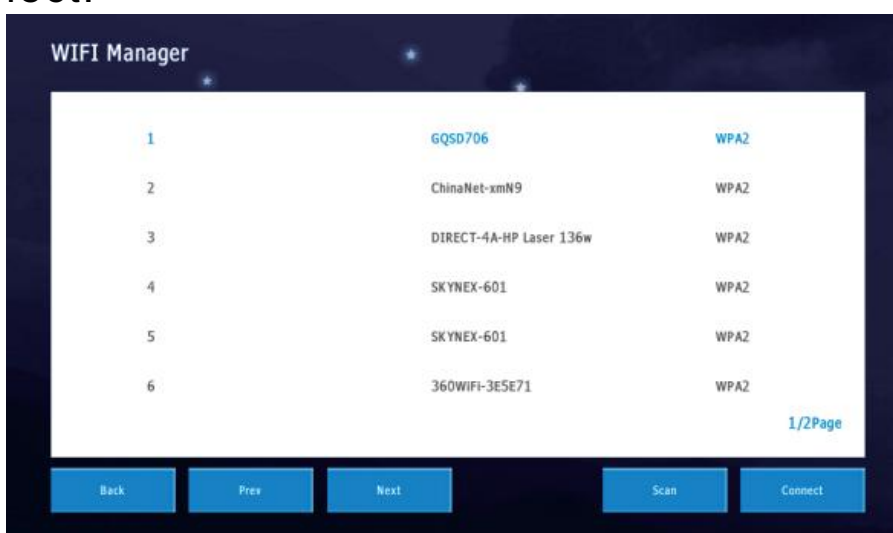 WIFI Manager
1 GQSD706 WPA2
2 ChinaNet-xmN9 WPA2
3 DIRECT-4A-HP Laser 136w WPA2
4 SKYNEX-601 WPA2
5 SKYNEX-601 WPA2
6 360WiFi-3E5E71 WPA2
1/2Page
Back Prev Next Scan Connect